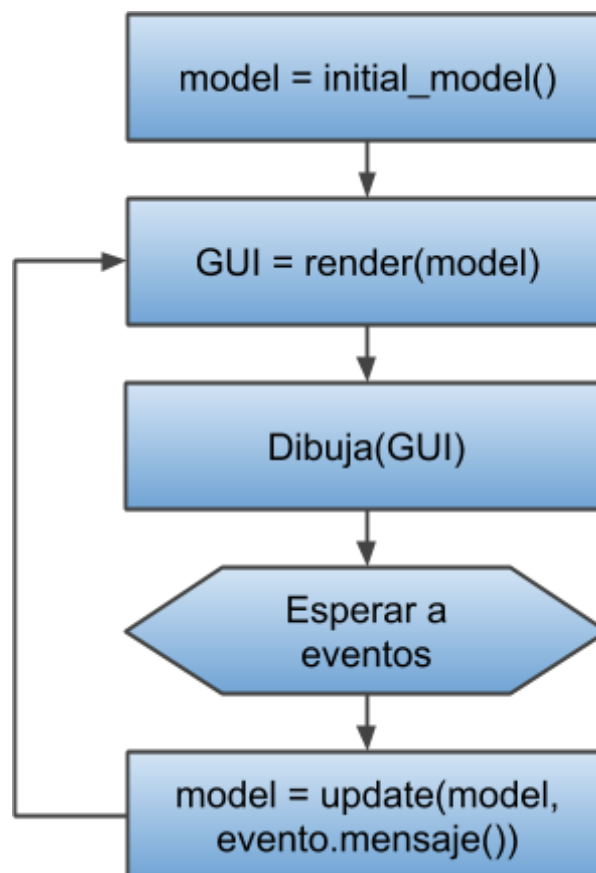 model = initial_model()
GUI = render(model)
Dibuja(GUI)
Esperar a
eventos
model = update(model,
evento.mensaje())